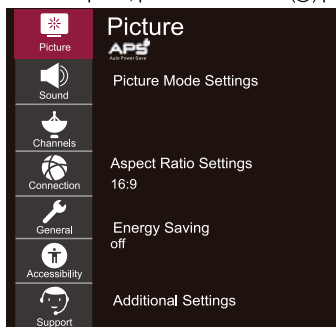 Picture
Sound
Channels
Connection
General
Accessibility
Support
Picture
APS
Auto Power Save
Picture Mode Settings
Aspect Ratio Settings
16:9
Energy Saving
off
Additional Settings